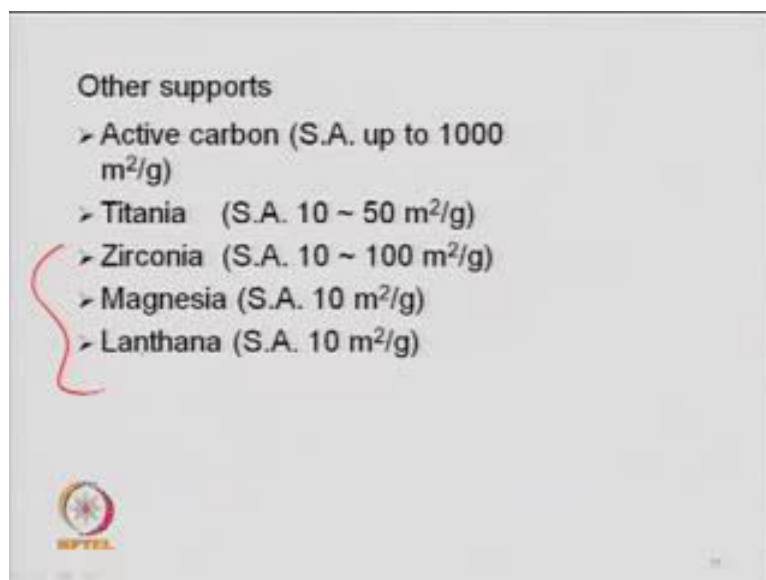 Other supports
➢ Active carbon (S.A. up to 1000
m²/g)
➢ Titania (S.A. 10 ~ 50 m²/g)
➢ Zirconia (S.A. 10 ~ 100 m²/g)
➢ Magnesia (S.A. 10 m²/g)
➢ Lanthana (S.A. 10 m²/g)
NPTEL